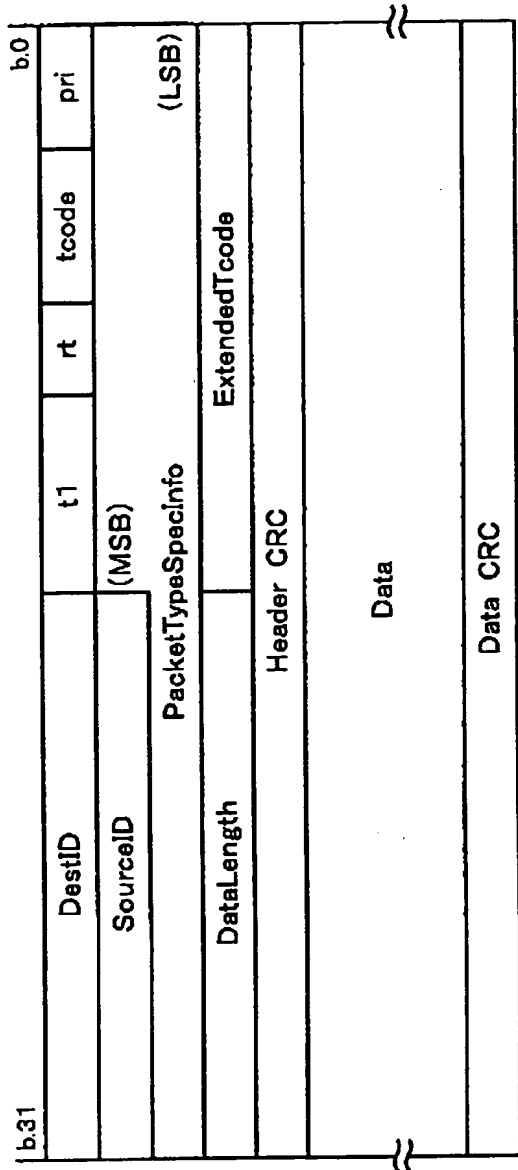 b.31 b.0
DestID t1 rt tcode pri
SourceID (MSB)
PacketTypeSpecInfo (LSB)
DataLength ExtendedTcode
Header CRC
Data
Data CRC